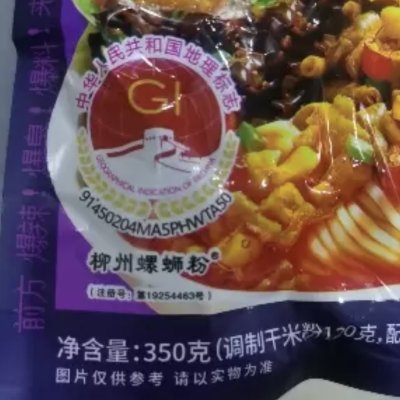 前方 爆辣！爆臭！爆料！来
中华人民共和国地理标志
GI
GEOGRAPHICAL INDICATION OF P.R.CHINA
91450204MA5PHWTA50
柳州螺蛳粉®
（注册号：第19254463号）
净含量：350克（调制干米粉100克，配
图片仅供参考 请以实物为准